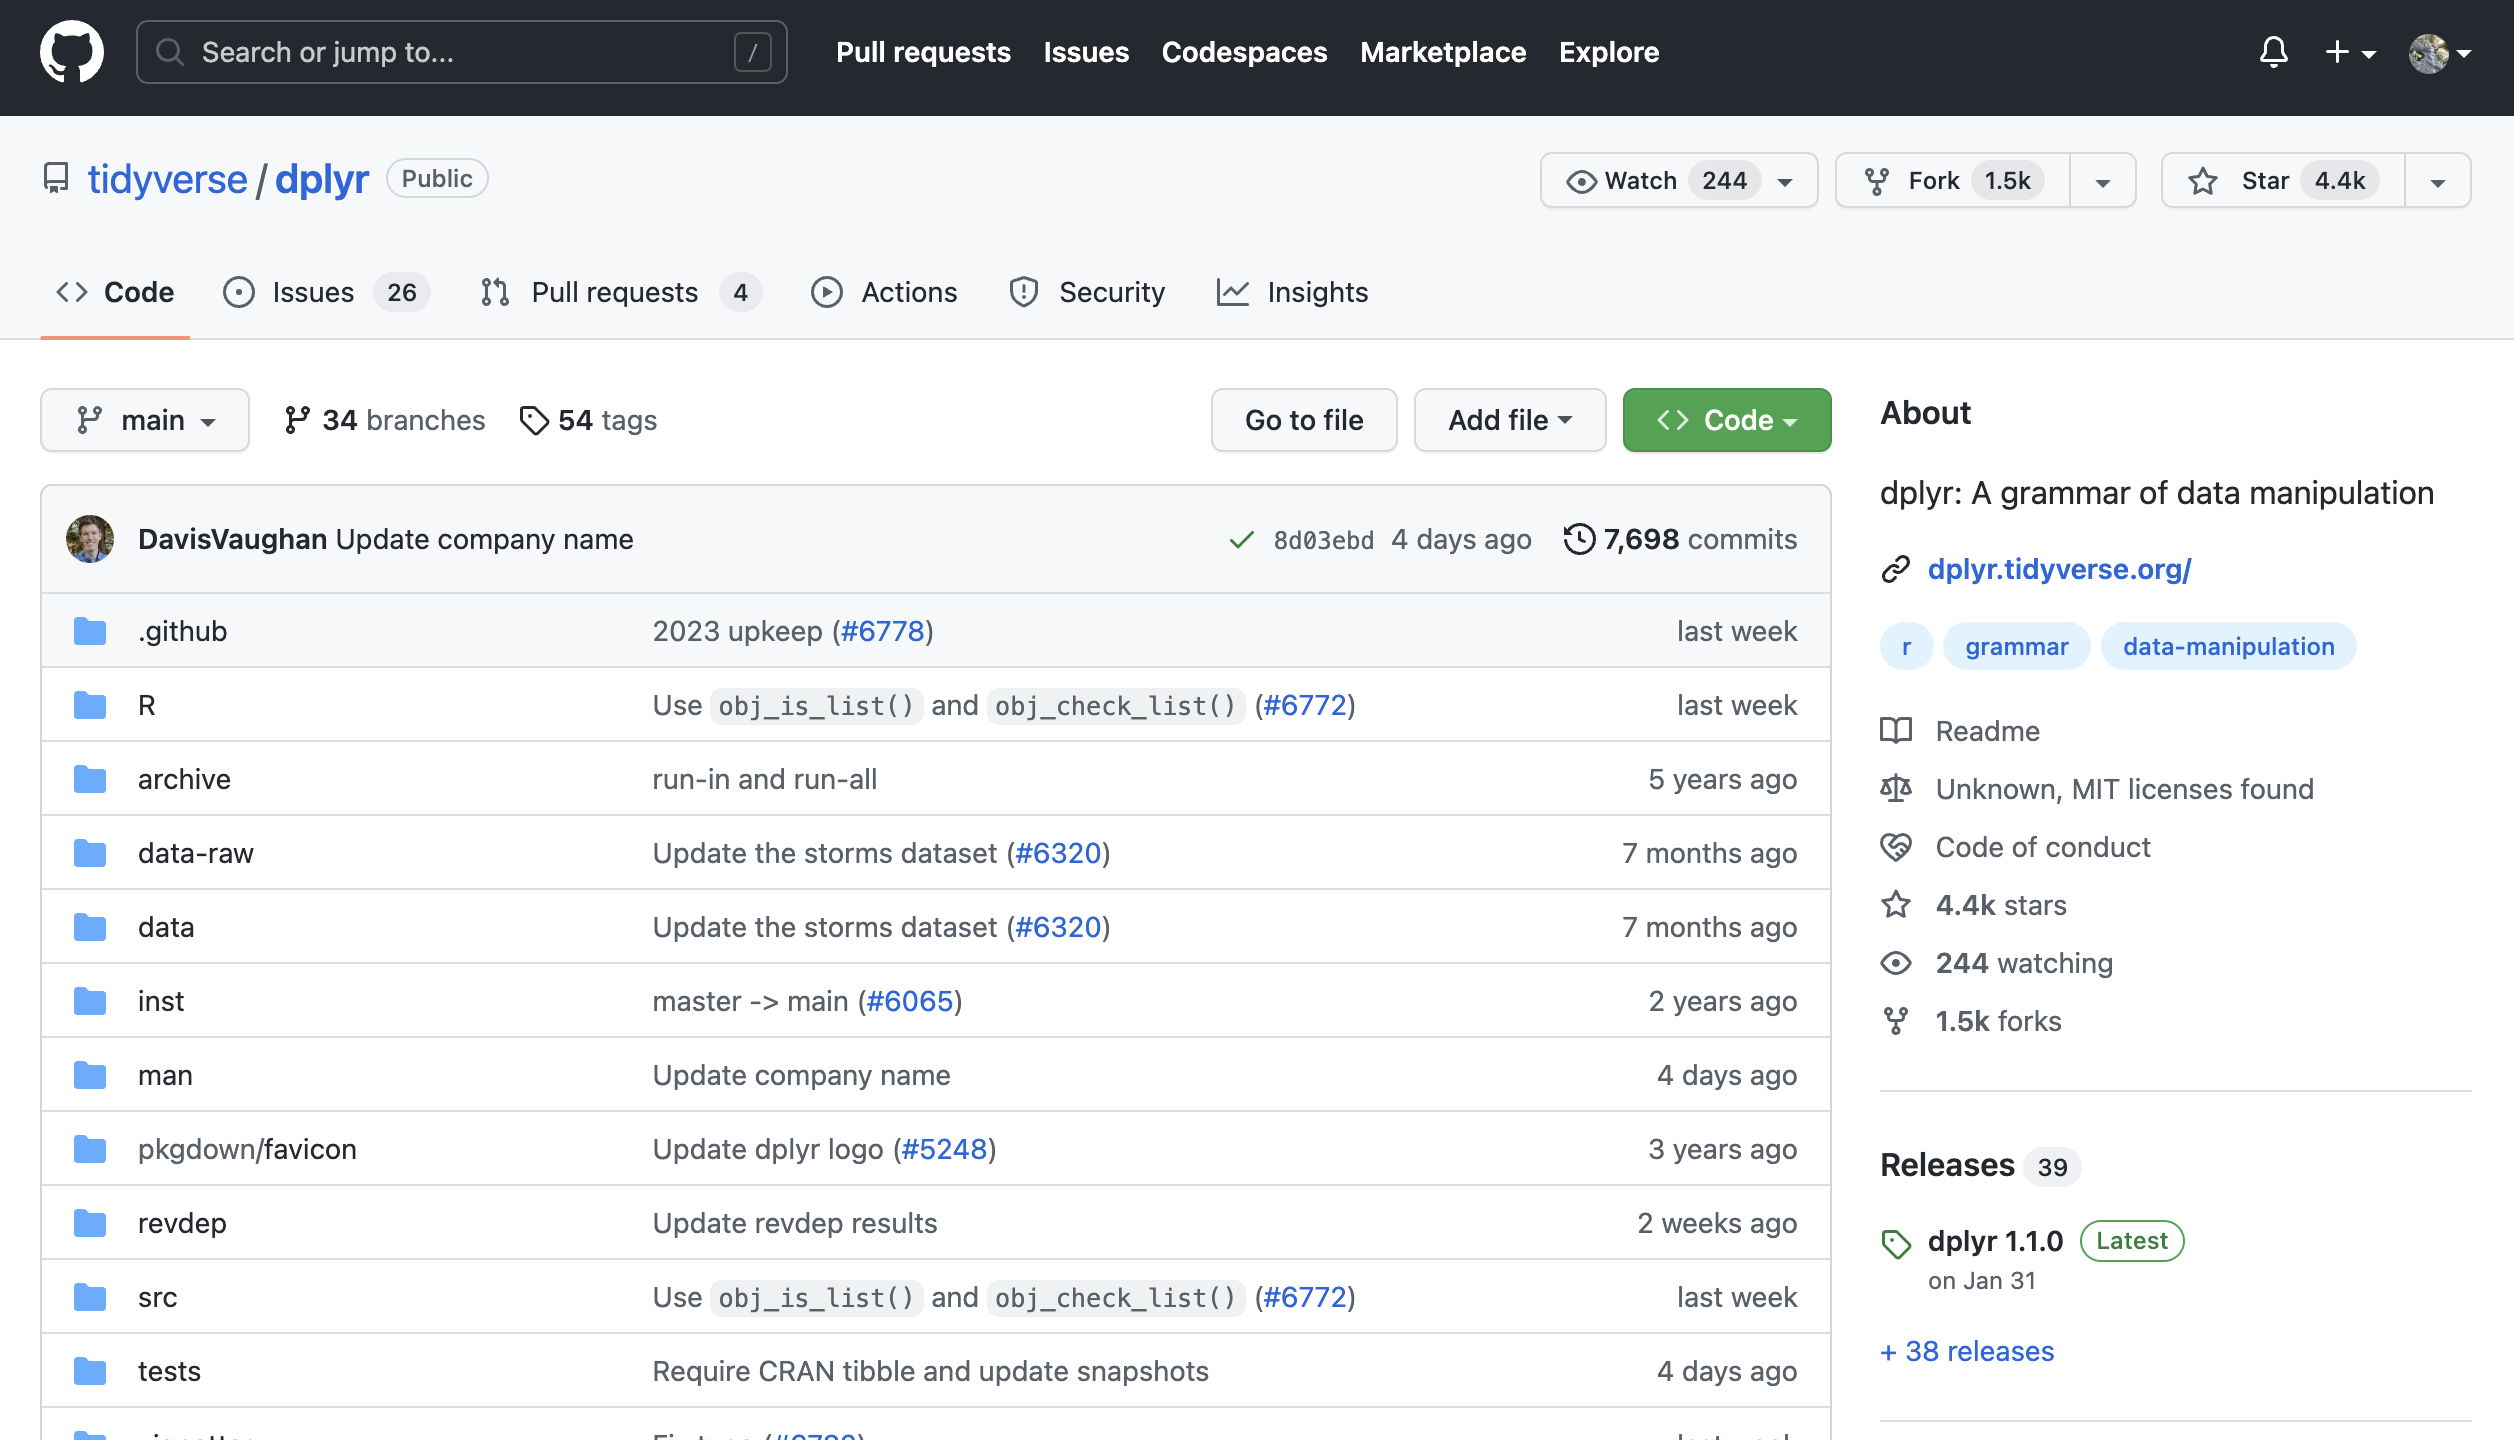 Search or jump to... /
Pull requests Issues Codespaces Marketplace Explore
tidyverse / dplyr Public
Watch 244
Fork 1.5k
Star 4.4k
Code
Issues 26
Pull requests 4
Actions
Security
Insights
main
34 branches
54 tags
Go to file
Add file
Code
DavisVaughan Update company name
8d03ebd 4 days ago
7,698 commits
.github 2023 upkeep (#6778) last week
R Use obj_is_list() and obj_check_list() (#6772) last week
archive run-in and run-all 5 years ago
data-raw Update the storms dataset (#6320) 7 months ago
data Update the storms dataset (#6320) 7 months ago
inst master -> main (#6065) 2 years ago
man Update company name 4 days ago
pkgdown/favicon Update dplyr logo (#5248) 3 years ago
revdep Update revdep results 2 weeks ago
src Use obj_is_list() and obj_check_list() (#6772) last week
tests Require CRAN tibble and update snapshots 4 days ago
About
dplyr: A grammar of data manipulation
dplyr.tidyverse.org/
r grammar data-manipulation
Readme
Unknown, MIT licenses found
Code of conduct
4.4k stars
244 watching
1.5k forks
Releases 39
dplyr 1.1.0 Latest
on Jan 31
+ 38 releases